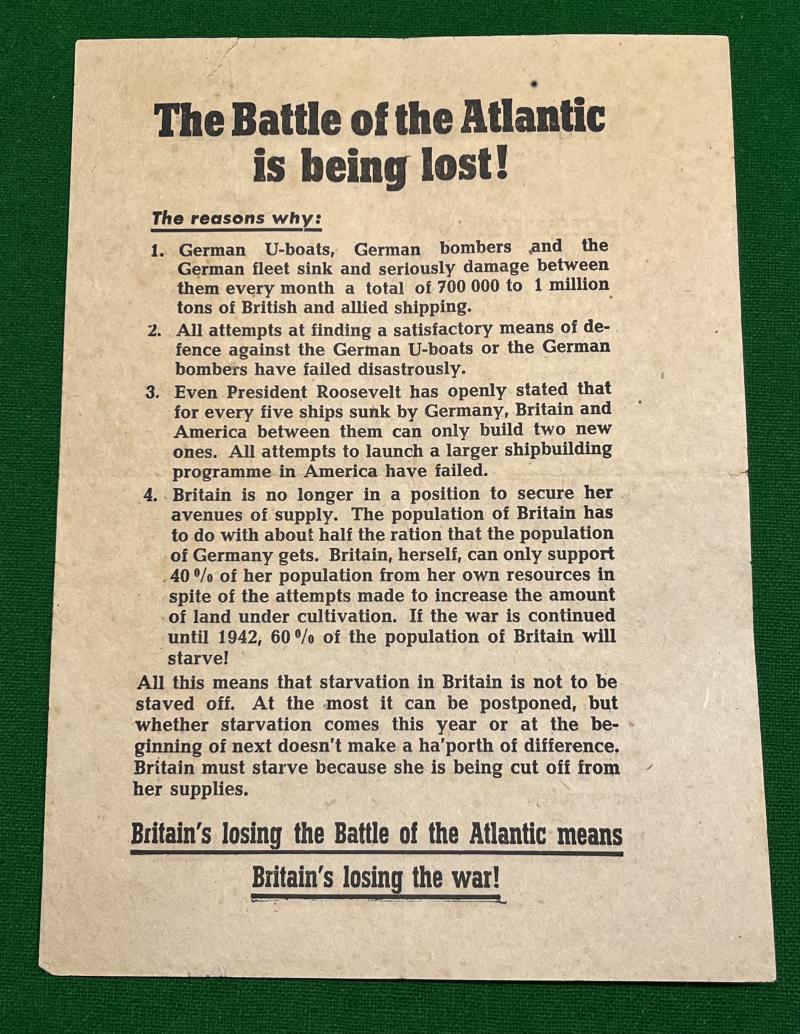 The Battle of the Atlantic
is being lost!
The reasons why:
1. German U-boats, German bombers and the
German fleet sink and seriously damage between
them every month a total of 700 000 to 1 million
tons of British and allied shipping.
2. All attempts at finding a satisfactory means of de-
fence against the German U-boats or the German
bombers have failed disastrously.
3. Even President Roosevelt has openly stated that
for every five ships sunk by Germany, Britain and
America between them can only build two new
ones. All attempts to launch a larger shipbuilding
programme in America have failed.
4. Britain is no longer in a position to secure her
avenues of supply. The population of Britain has
to do with about half the ration that the population
of Germany gets. Britain, herself, can only support
40 % of her population from her own resources in
spite of the attempts made to increase the amount
of land under cultivation. If the war is continued
until 1942, 60 % of the population of Britain will
starve!
All this means that starvation in Britain is not to be
staved off. At the most it can be postponed, but
whether starvation comes this year or at the be-
ginning of next doesn't make a ha'porth of difference.
Britain must starve because she is being cut off from
her supplies.
Britain's losing the Battle of the Atlantic means
Britain's losing the war!